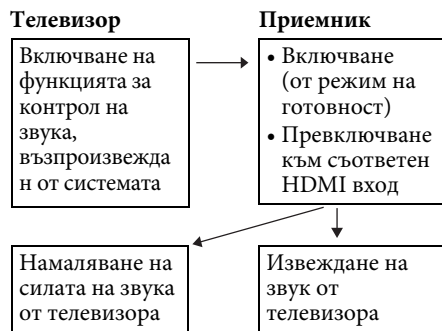 Телевизор
Включване на
функцията за
контрол на
звука,
възпроизвежда
н от системата
Приемник
• Включване
(от режим на
готовност)
• Превключване
към съответен
HDMI вход
Намаляване на
силата на звука
от телевизора
Извеждане на
звук от
телевизора